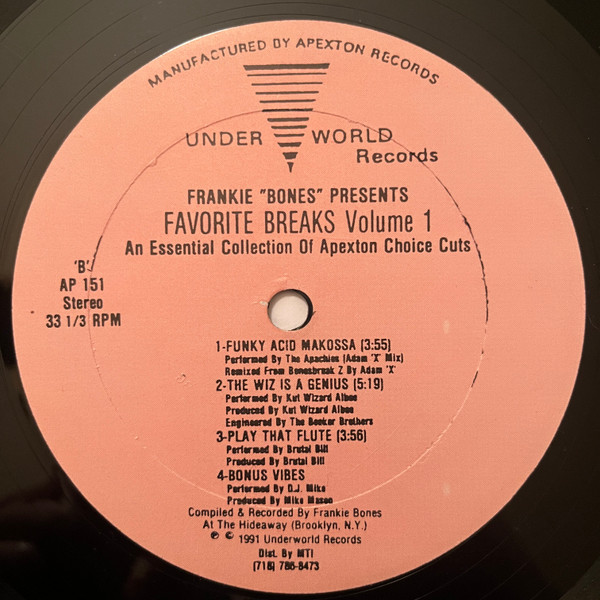 MANUFACTURED BY APEXTON RECORDS
UNDER WORLD
Records
FRANKIE "BONES" PRESENTS
FAVORITE BREAKS Volume 1
An Essential Collection Of Apexton Choice Cuts
'B'
AP 151
Stereo
33 1/3 RPM
1-FUNKY ACID MAKOSSA (3:55)
Performed By The Apachies (Adam 'X' Mix)
Remixed From Bonesbreak Z By Adam 'X'
2-THE WIZ IS A GENIUS (5:19)
Performed By Kut Wizard Albee
Produced By Kut Wizard Albee
Engineered By The Booker Brothers
3-PLAY THAT FLUTE (3:56)
Performed By Brutal Bill
Produced By Brutal Bill
4-BONUS VIBES
Performed By D.J. Mike
Produced By Mike Mason
Compiled & Recorded By Frankie Bones
At The Hideaway (Brooklyn, N.Y.)
℗ © 1991 Underworld Records
Dist. By MTI
(718) 786-8473